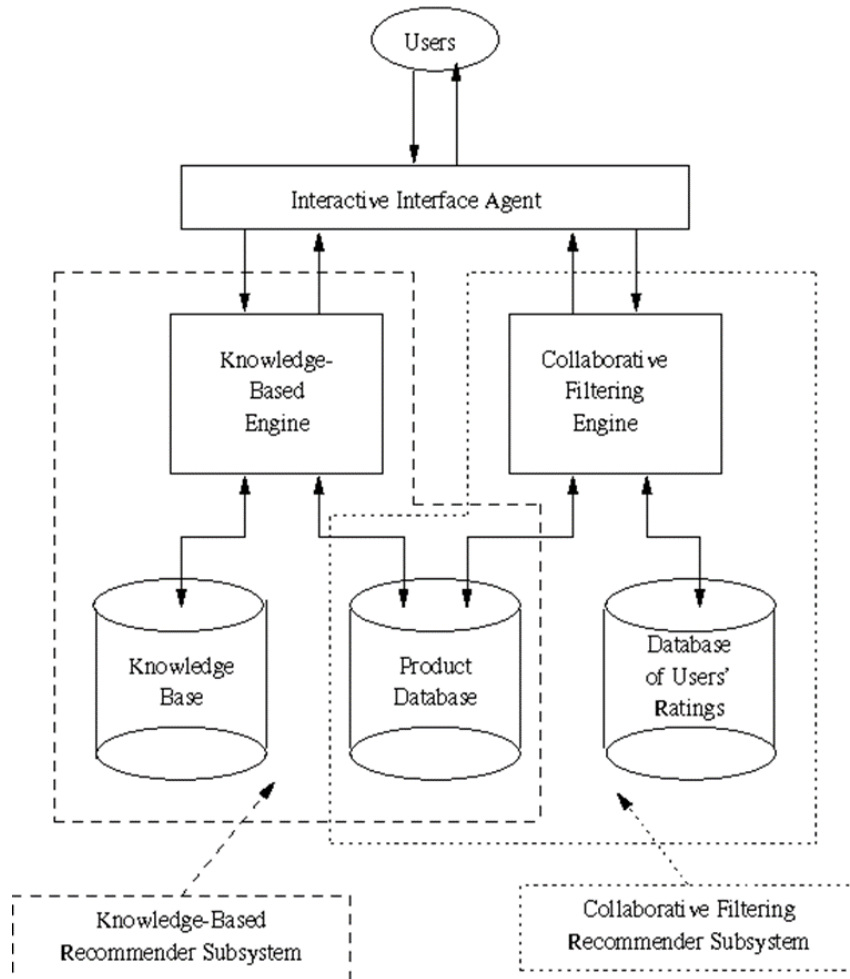 Users
Interactive Interface Agent
Knowledge-
Based
Engine
Collaborative
Filtering
Engine
Knowledge
Base
Product
Database
Database
of Users'
Ratings
Knowledge-Based
Recommender Subsystem
Collaborative Filtering
Recommender Subsystem